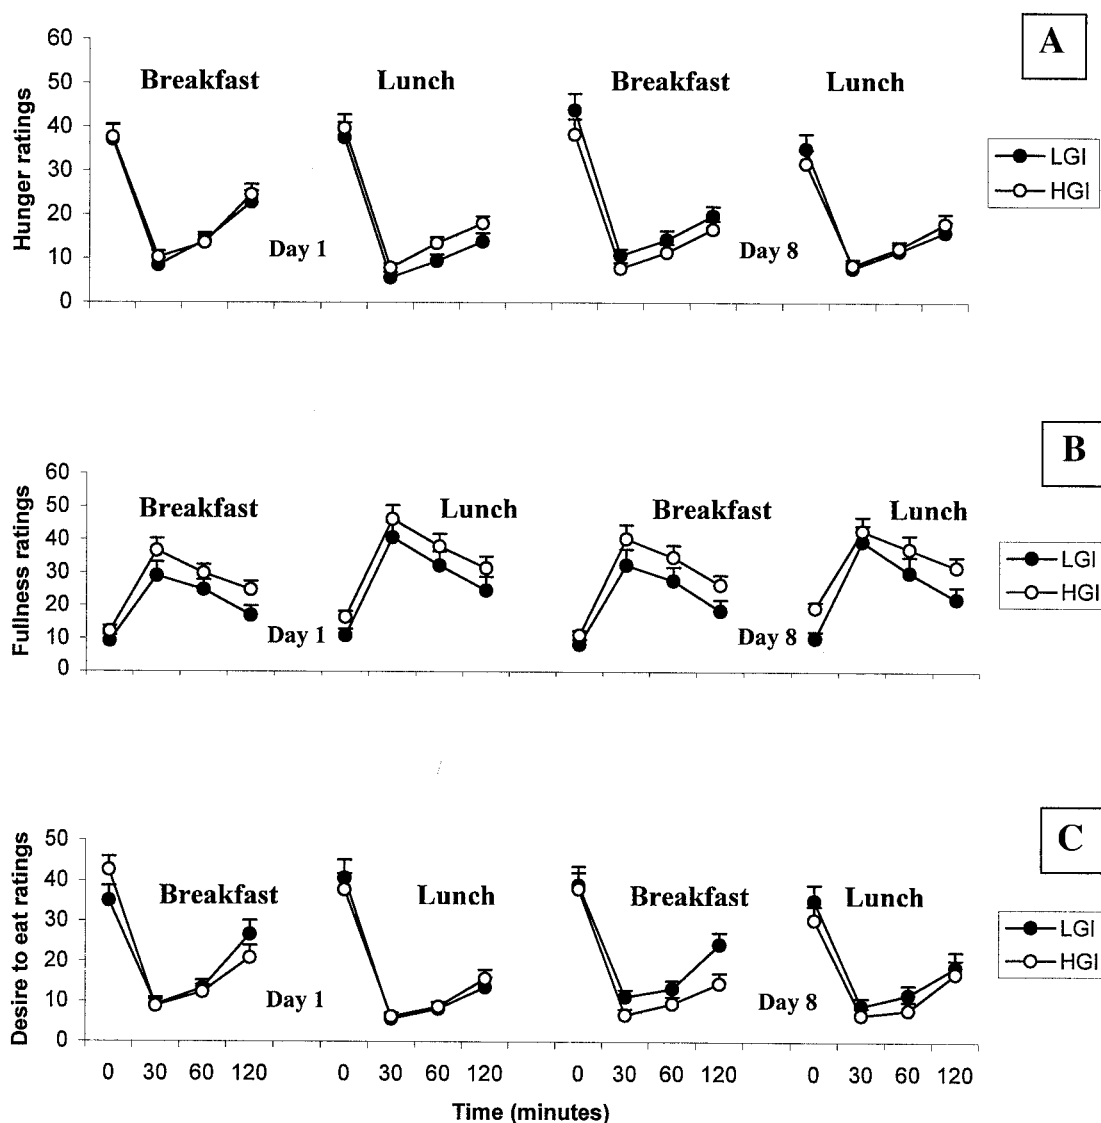 A
60
50
40
30
20
10
0
Hunger ratings
Breakfast
Lunch
Breakfast
Lunch
Day 1
Day 8
LGI
HGI
B
60
50
40
30
20
10
0
Fullness ratings
Breakfast
Lunch
Breakfast
Lunch
Day 1
Day 8
LGI
HGI
C
50
40
30
20
10
0
Desire to eat ratings
Breakfast
Lunch
Breakfast
Lunch
Day 1
Day 8
LGI
HGI
0 30 60 120 0 30 60 120 0 30 60 120 0 30 60 120
Time (minutes)